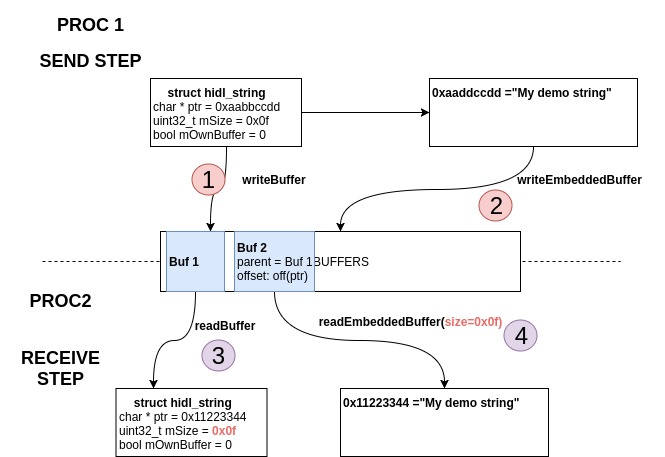 PROC 1
SEND STEP
struct hidl_string
char * ptr = 0xaabbccdd
uint32_t mSize = 0x0f
bool mOwnBuffer = 0
0xaaddccdd ="My demo string"
1
writeBuffer
writeEmbeddedBuffer
2
Buf 1
Buf 2
parent = Buf 1BUFFERS
offset: off(ptr)
PROC2
readBuffer
readEmbeddedBuffer(size=0x0f)
3
4
RECEIVE
STEP
struct hidl_string
char * ptr = 0x11223344
uint32_t mSize = 0x0f
bool mOwnBuffer = 0
0x11223344 ="My demo string"